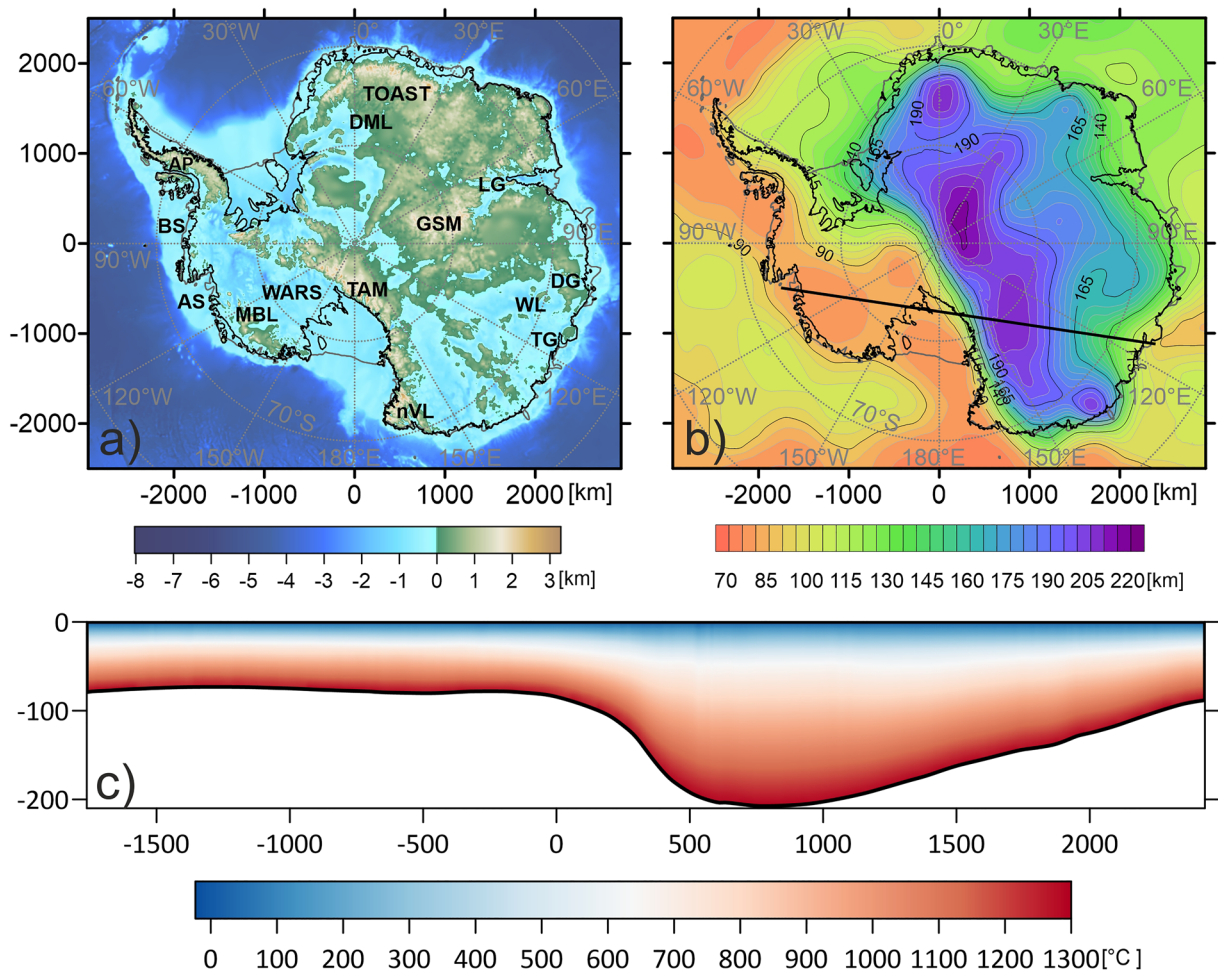 30°W 0° 30°E
2000
60°W 60°E
TOAST
DML
1000
AP
LG
BS GSM
0
90°W 90°E
AS WARS TAM DG
WL
MBL
-1000
TG
120°W 120°E
nVL
-2000
70°S
a)
150°W 180°E 150°E
-2000 -1000 0 1000 2000 [km]
-8 -7 -6 -5 -4 -3 -2 -1 0 1 2 3 [km]
30°W 0° 30°E
60°W 60°E
190
165 140
140 165 190
90°W 90 90 90°E
165
190
165
140
120°W 120°E
70°S
b)
150°W 180°E 150°E
-2000 -1000 0 1000 2000 [km]
70 85 100 115 130 145 160 175 190 205 220 [km]
0
-100
-200
c)
-1500 -1000 -500 0 500 1000 1500 2000
0 100 200 300 400 500 600 700 800 900 1000 1100 1200 1300 [°C ]